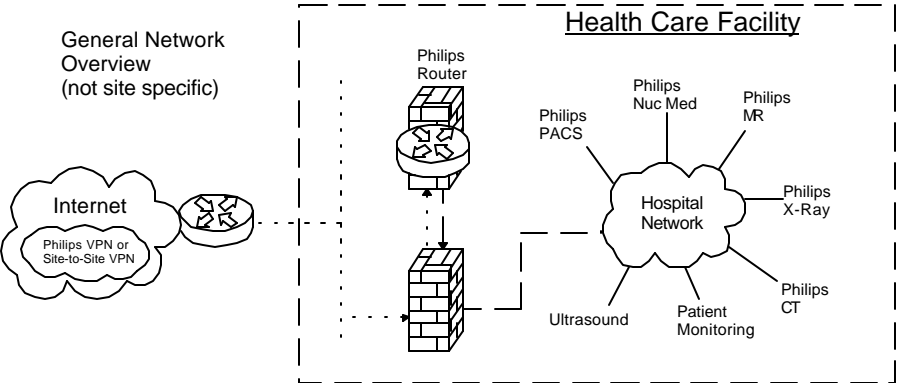 General Network
Overview
(not site specific)
Health Care Facility
Philips
Router
Philips
PACS
Philips
Nuc Med
Philips
MR
Internet
Philips VPN or
Site-to-Site VPN
Hospital
Network
Philips
X-Ray
Philips
CT
Ultrasound
Patient
Monitoring